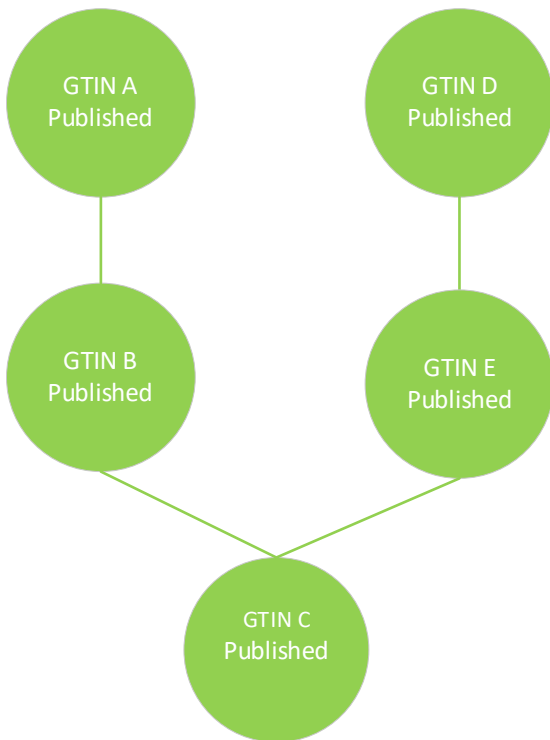 GTIN A
Published
GTIN D
Published
GTIN B
Published
GTIN E
Published
GTIN C
Published